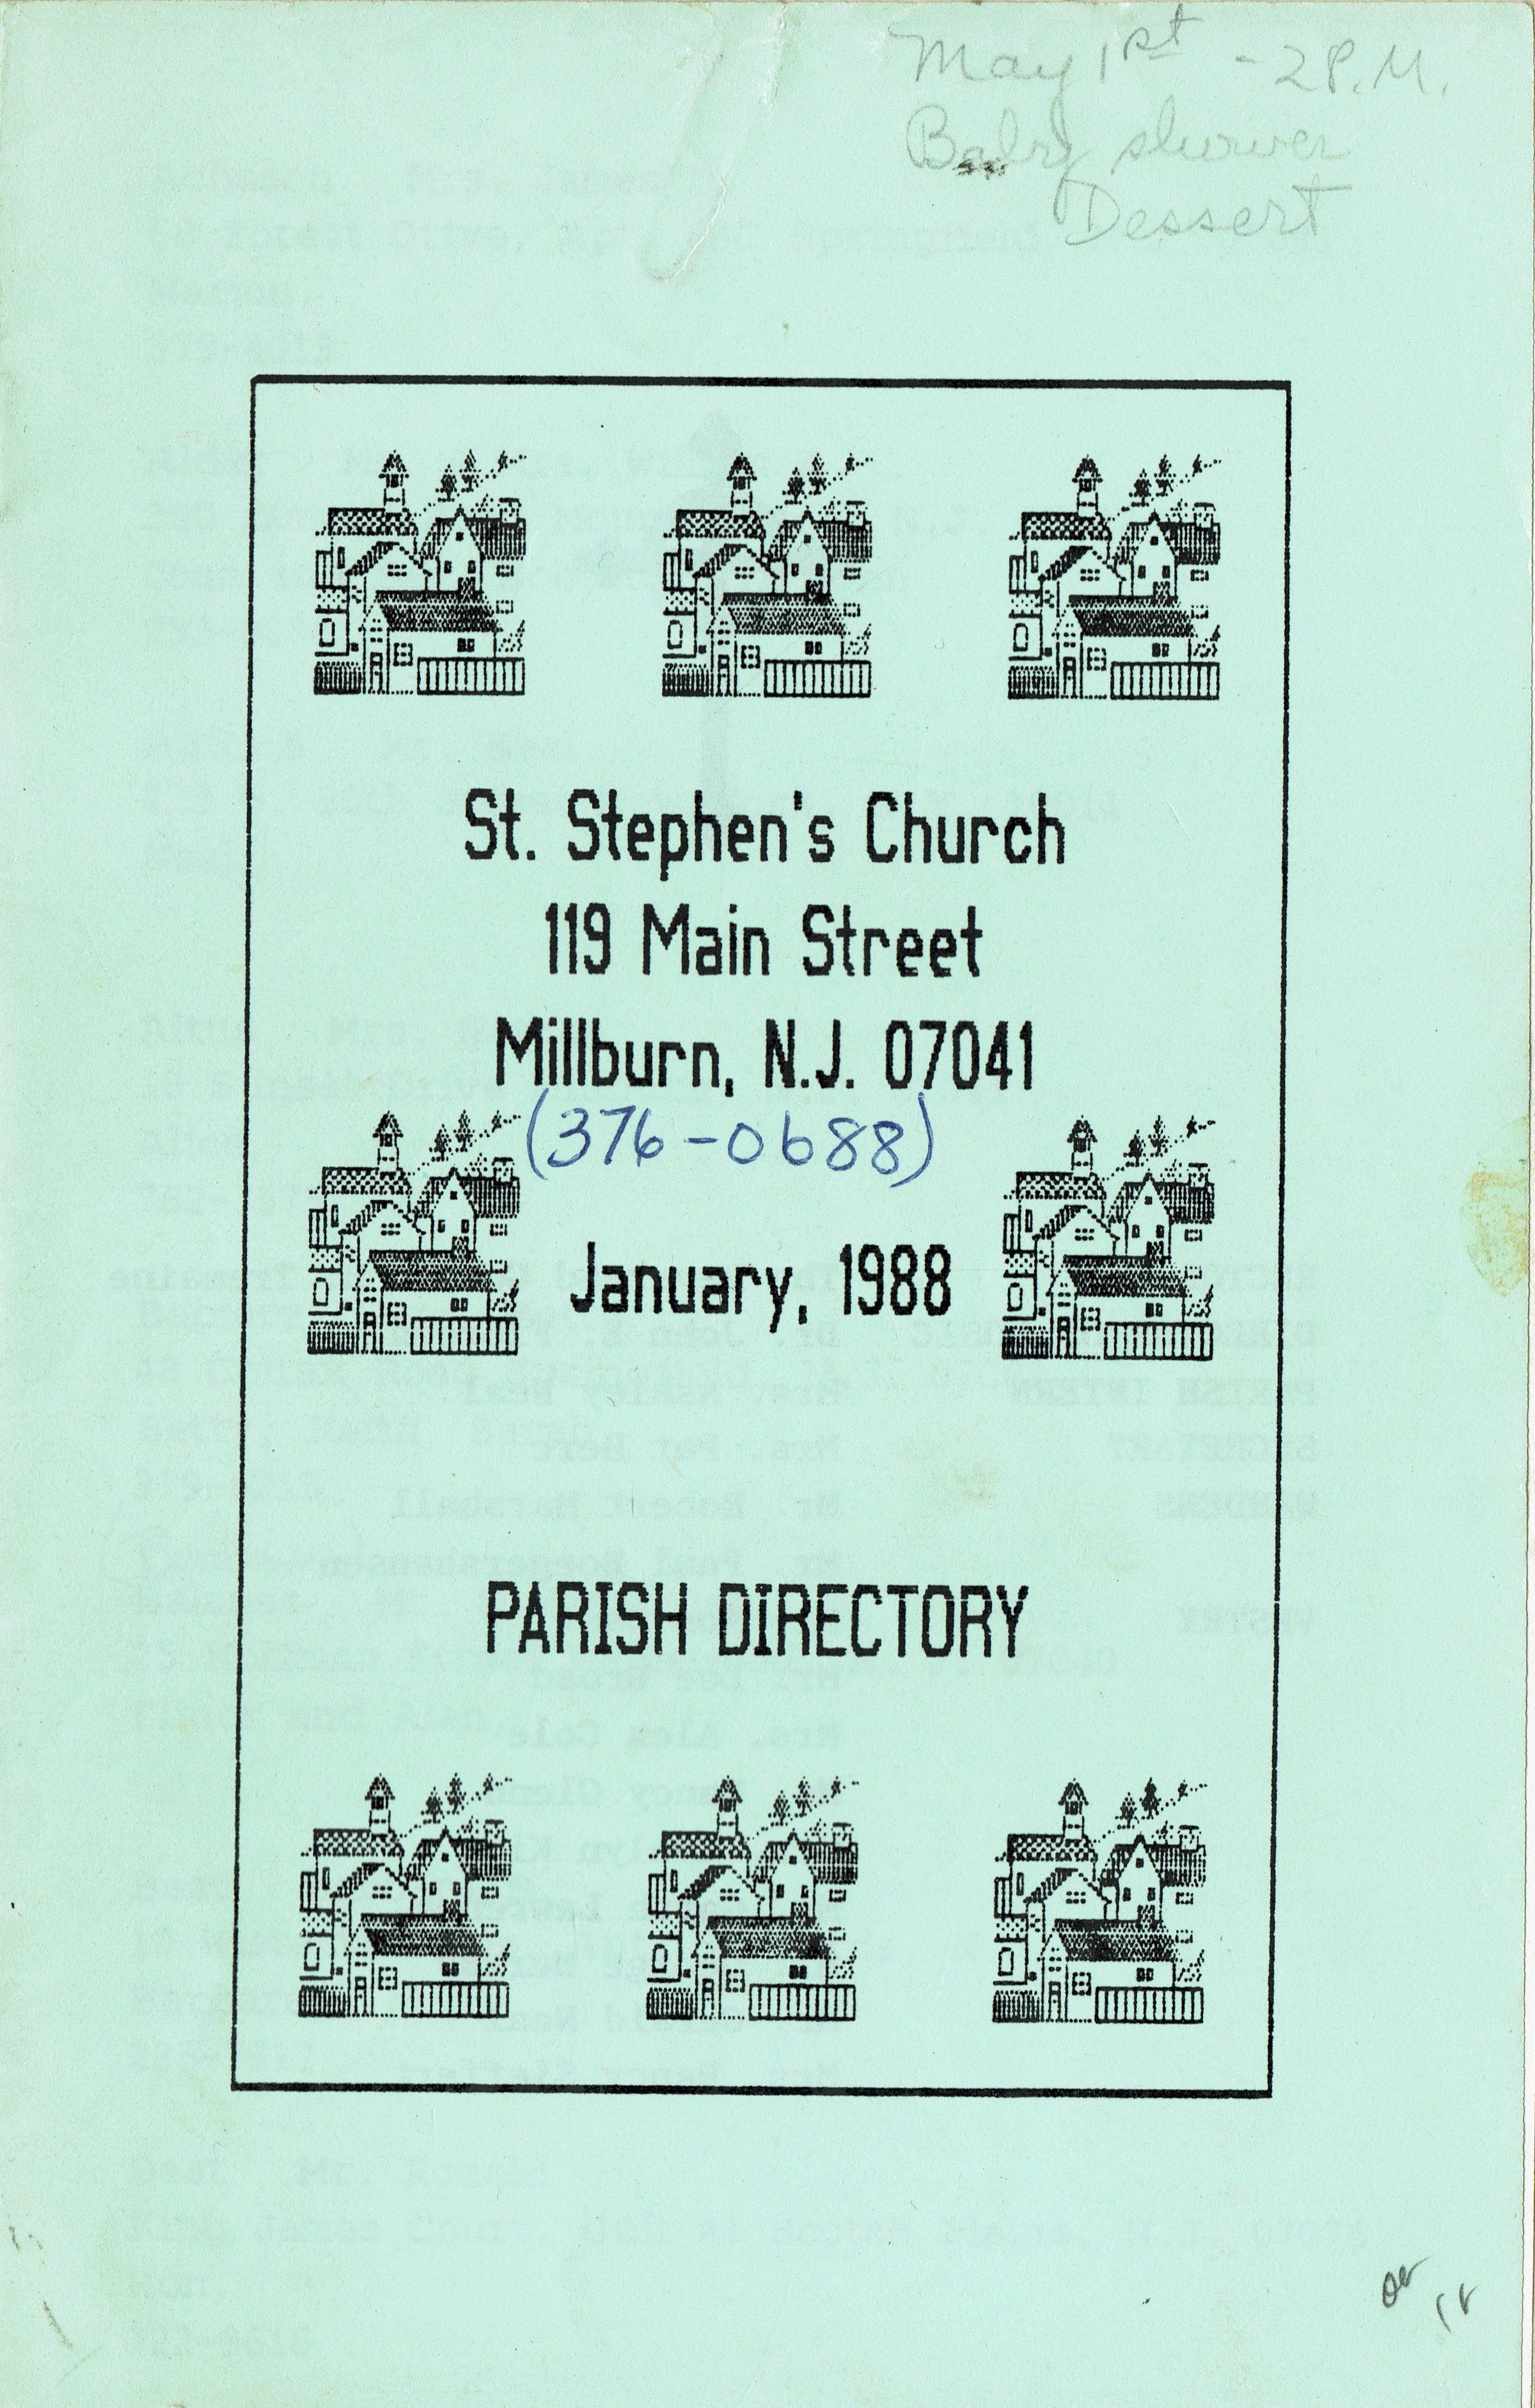 May 1st - 2 P.M.
Baby shower
Dessert
St. Stephen's Church
119 Main Street
Millburn, N.J. 07041
(376-0688)
January, 1988
PARISH DIRECTORY